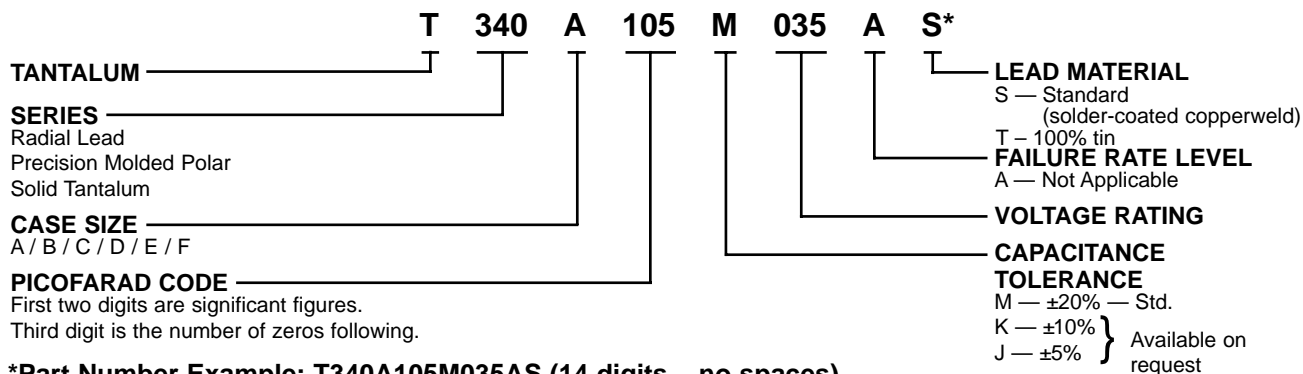 T 340 A 105 M 035 A S*
TANTALUM
SERIES
Radial Lead
Precision Molded Polar
Solid Tantalum
CASE SIZE
A / B / C / D / E / F
PICOFARAD CODE
First two digits are significant figures.
Third digit is the number of zeros following.
LEAD MATERIAL
S — Standard
(solder-coated copperweld)
T – 100% tin
FAILURE RATE LEVEL
A — Not Applicable
VOLTAGE RATING
CAPACITANCE
TOLERANCE
M — ±20% — Std.
K — ±10%
J — ±5%
} Available on
request
*Part Number Example: T340A105M035AS (14 digits – no spaces)